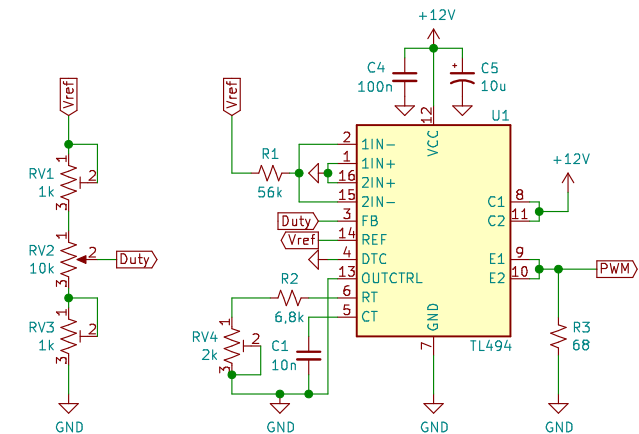 +12V
C4
100n
C5
10u
+
Vref
Vref
U1
12
VCC
+12V
1
RV1
1k
2
3
R1
56k
2
1IN-
1
1IN+
16
2IN+
15
2IN-
C1
8
C2
11
Duty
3
FB
Vref
14
REF
4
DTC
13
OUTCTRL
E1
9
E2
10
PWM
1
RV2
10k
2
Duty
3
R2
6,8k
6
RT
5
CT
1
RV3
1k
2
3
1
RV4
2k
2
3
C1
10n
GND
7
TL494
R3
68
GND
GND
GND
GND